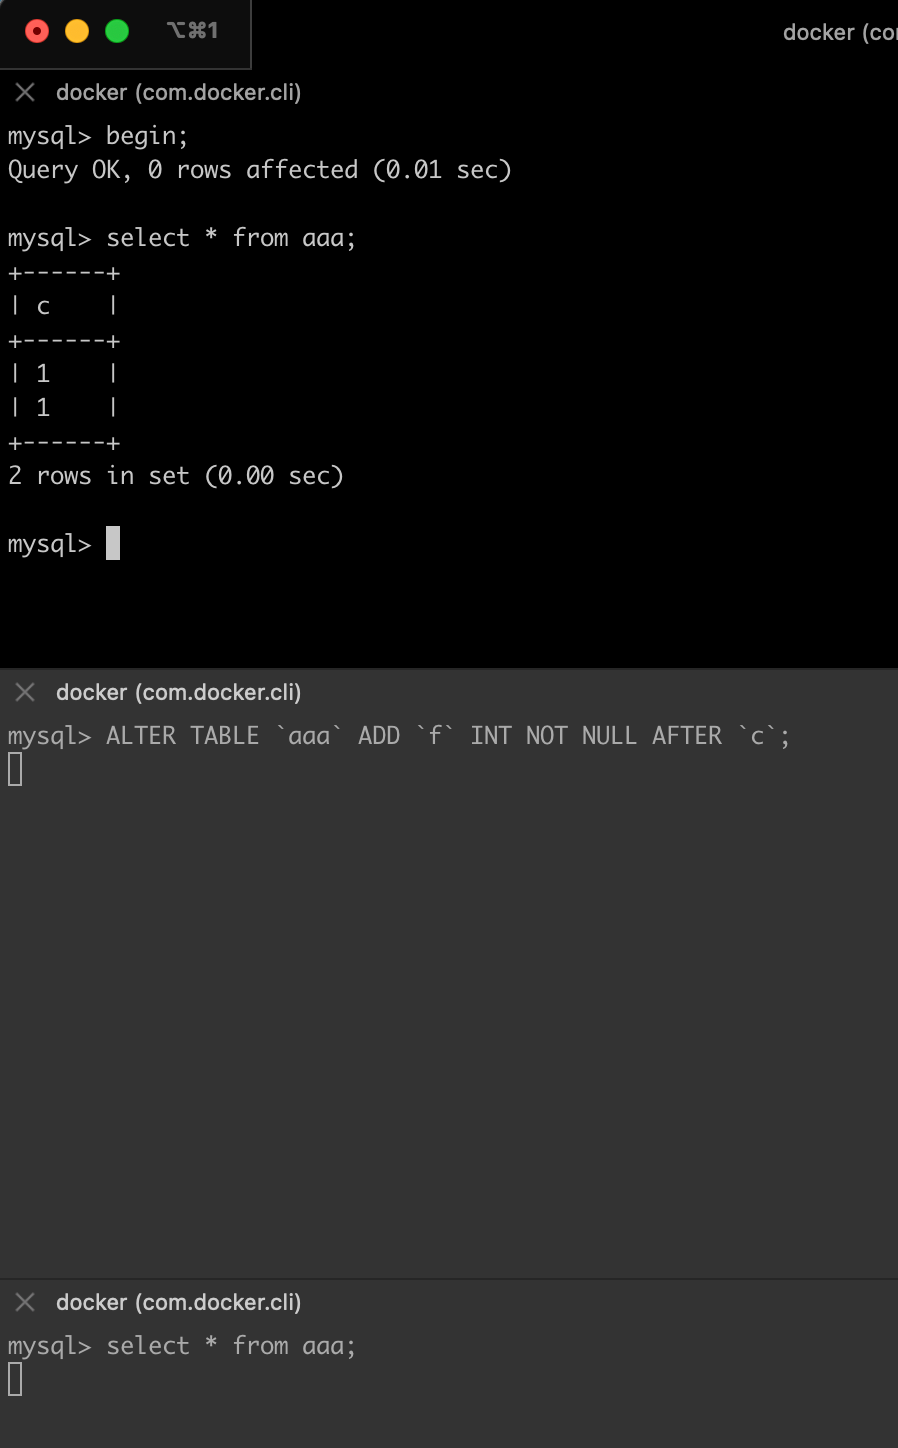 ⌥⌘1
docker (co
docker (com.docker.cli)
mysql> begin;
Query OK, 0 rows affected (0.01 sec)
mysql> select * from aaa;
+------+
| c    |
+------+
| 1    |
| 1    |
+------+
2 rows in set (0.00 sec)
mysql>
docker (com.docker.cli)
mysql> ALTER TABLE `aaa` ADD `f` INT NOT NULL AFTER `c`;
docker (com.docker.cli)
mysql> select * from aaa;